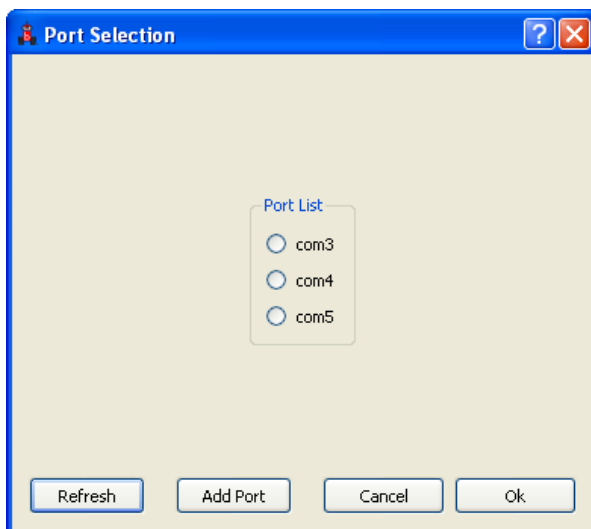 Port Selection
Port List
com3
com4
com5
Refresh Add Port Cancel Ok